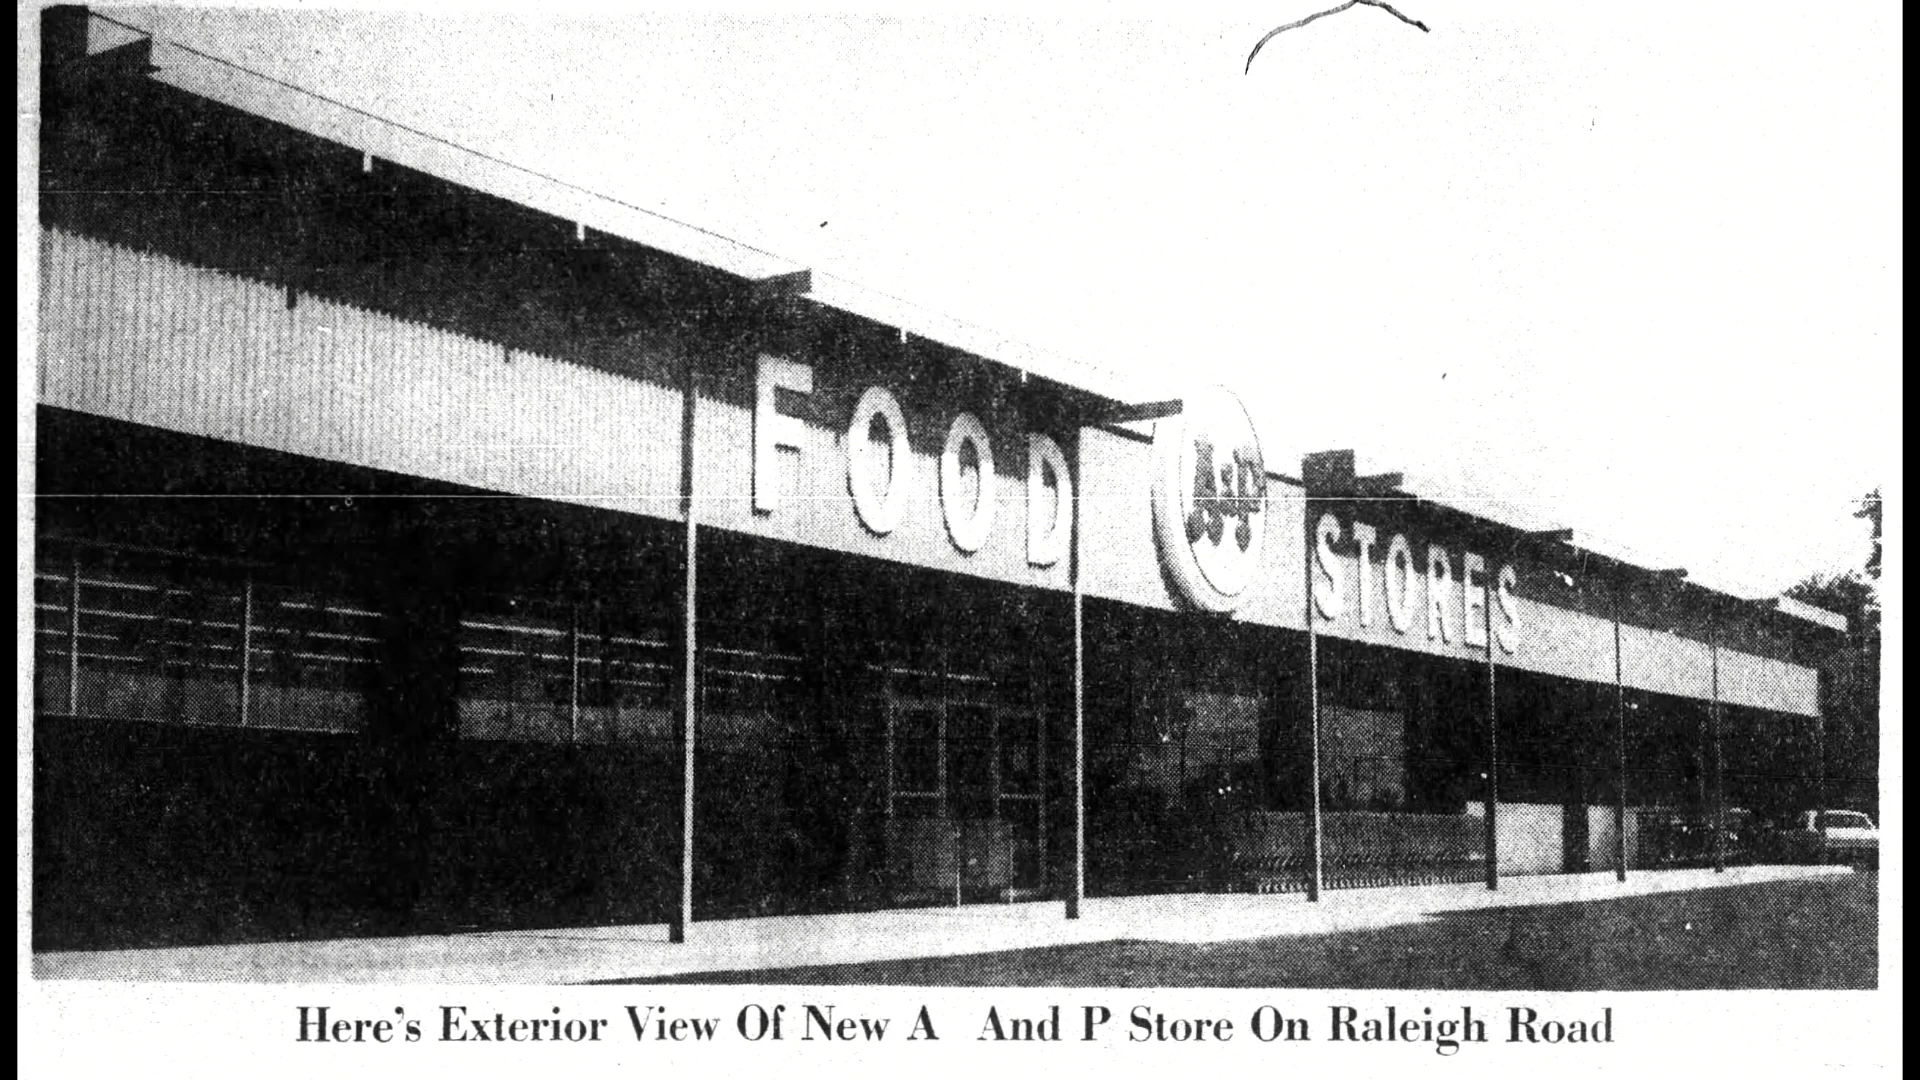 FOOD A&P STORES
Here's Exterior View Of New A And P Store On Raleigh Road